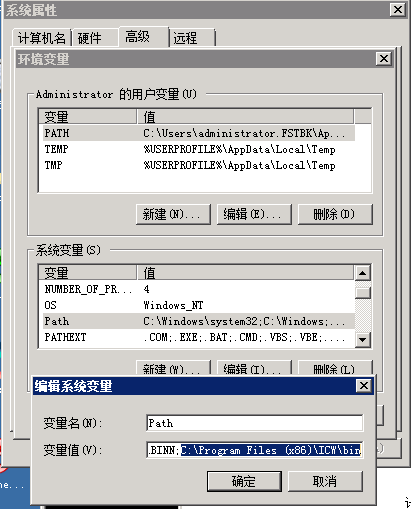 系统属性
计算机名 硬件 高级 远程
环境变量
Administrator 的用户变量(U)
变量 值
PATH C:\Users\administrator.FSTBK\Ap...
TEMP %USERPROFILE%\AppData\Local\Temp
TMP %USERPROFILE%\AppData\Local\Temp
新建(N)... 编辑(E)... 删除(D)
系统变量(S)
变量 值
NUMBER_OF_PR... 4
OS Windows_NT
Path C:\Windows\system32;C:\Windows;...
PATHEXT .COM;.EXE;.BAT;.CMD;.VBS;.VBE;....
新建(W)... 编辑(I)... 删除(L)
编辑系统变量
变量名(N): Path
变量值(V): .BINN;C:\Program Files (x86)\ICW\bin
确定 取消
ne...